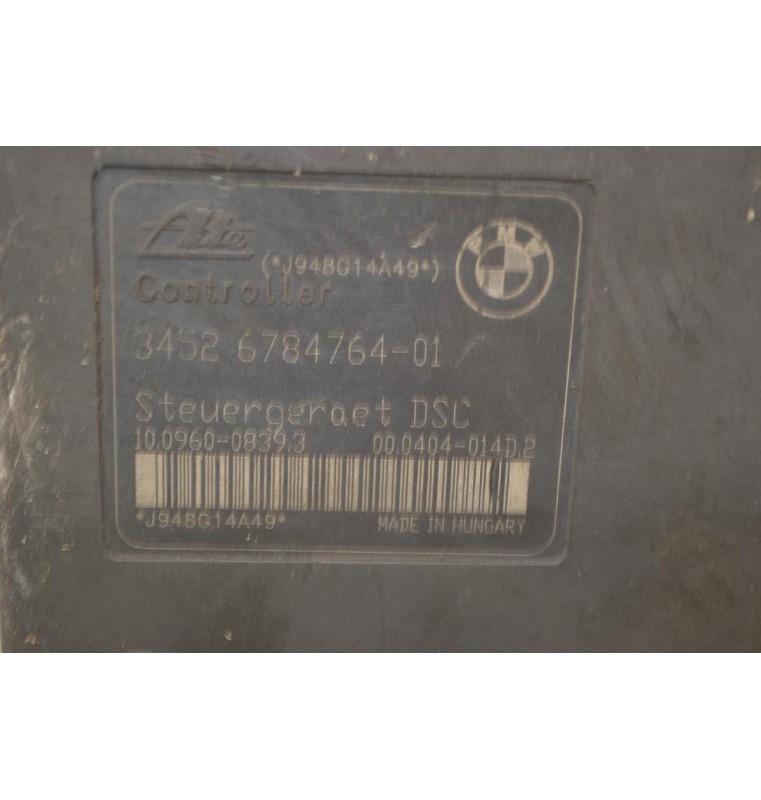 Ate
(*J948G14A49*)
BMW
Controller
3452 6784764-01
Steuergeraet DSC
10.0960-0839.3 00.0404-014D.2
*J948G14A49* MADE IN HUNGARY